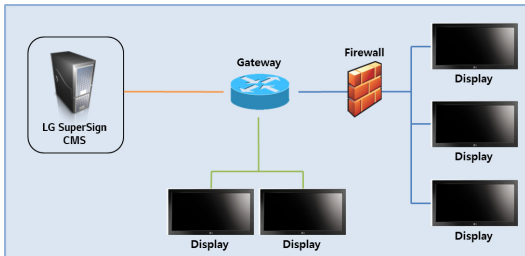 LG SuperSign
CMS
Gateway
Firewall
Display
Display
Display
Display
Display